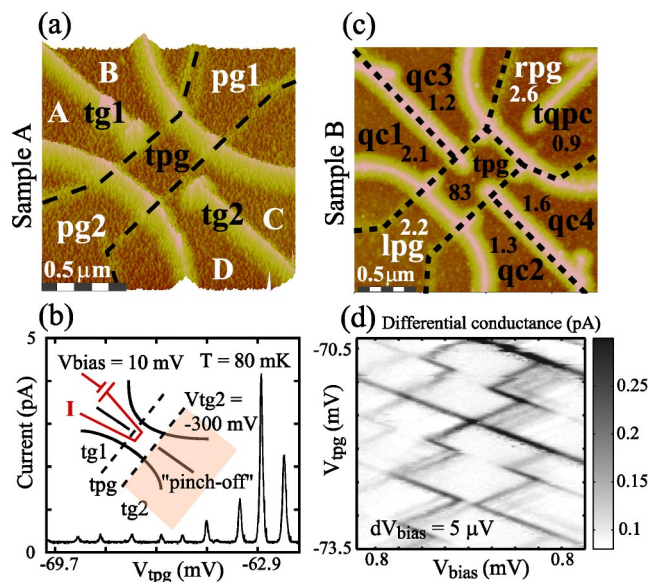 (a)
B
pg1
A
tg1
tpg
pg2
tg2
C
D
0.5 μm
Sample A
(c)
qc3
1.2
rpg
2.6
tqpc
0.9
qc1
2.1
tpg
83
1.6
qc4
2.2
lpg
1.3
qc2
0.5 μm
Sample B
(b)
5
Vbias = 10 mV
T = 80 mK
I
Vtg2 =
-300 mV
tg1
"pinch-off"
tpg
tg2
Current (pA)
0
-69.7
-62.9
Vtpg (mV)
(d)
Differential conductance (pA)
-70.5
0.25
0.2
0.15
0.1
Vtpg (mV)
dVbias = 5 μV
-73.5
0.8
0.8
Vbias (mV)